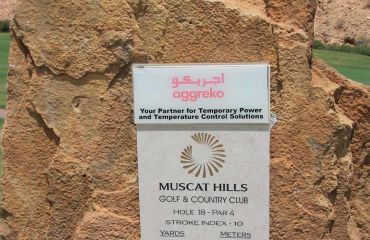 اجريكو
aggreko
Your Partner for Temporary Power
and Temperature Control Solutions
MUSCAT HILLS
GOLF & COUNTRY CLUB
HOLE 18 - PAR 4
STROKE INDEX - 10
YARDS METERS